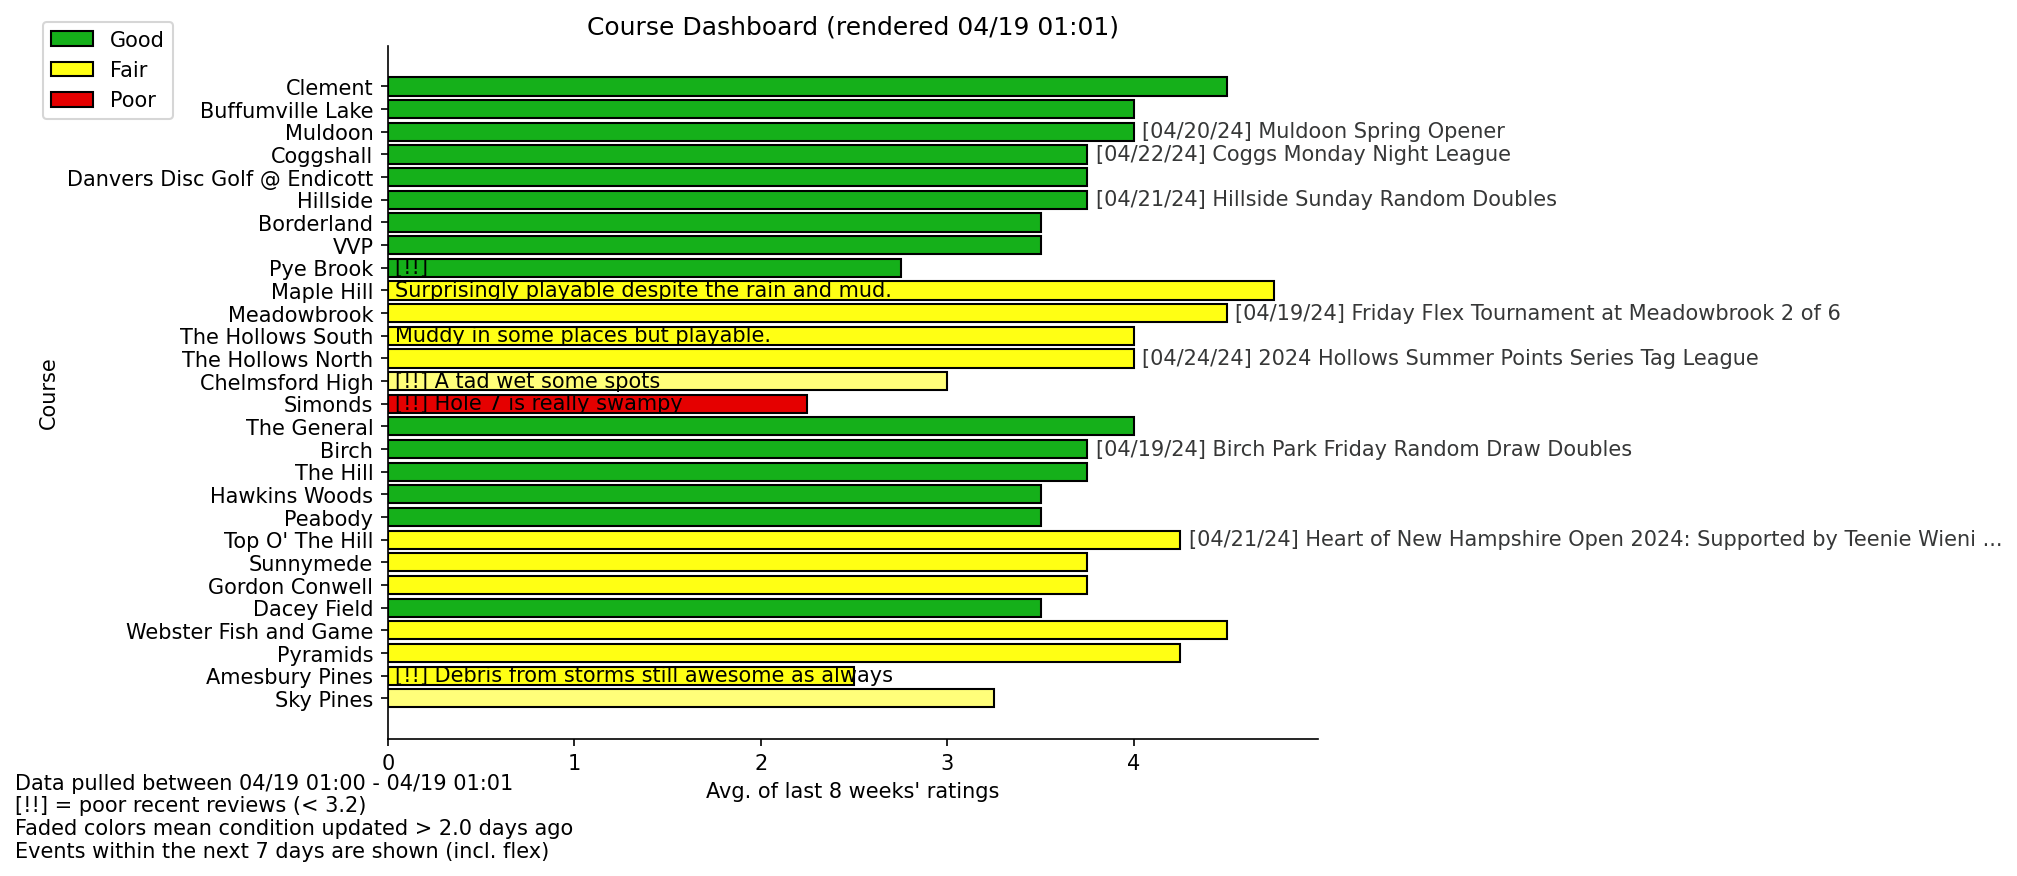 Course Dashboard (rendered 04/19 01:01)
Good
Fair
Poor
Clement
Buffumville Lake
Muldoon [04/20/24] Muldoon Spring Opener
Coggshall [04/22/24] Coggs Monday Night League
Danvers Disc Golf @ Endicott
Hillside [04/21/24] Hillside Sunday Random Doubles
Borderland
VVP
Pye Brook [!!]
Maple Hill Surprisingly playable despite the rain and mud.
Meadowbrook [04/19/24] Friday Flex Tournament at Meadowbrook 2 of 6
The Hollows South Muddy in some places but playable.
The Hollows North [04/24/24] 2024 Hollows Summer Points Series Tag League
Chelmsford High [!!] A tad wet some spots
Simonds [!!] Hole 7 is really swampy
The General
Birch [04/19/24] Birch Park Friday Random Draw Doubles
The Hill
Hawkins Woods
Peabody
Top O' The Hill [04/21/24] Heart of New Hampshire Open 2024: Supported by Teenie Wieni ...
Sunnymede
Gordon Conwell
Dacey Field
Webster Fish and Game
Pyramids
Amesbury Pines [!!] Debris from storms still awesome as always
Sky Pines
Course
0 1 2 3 4
Avg. of last 8 weeks' ratings
Data pulled between 04/19 01:00 - 04/19 01:01
[!!] = poor recent reviews (< 3.2)
Faded colors mean condition updated > 2.0 days ago
Events within the next 7 days are shown (incl. flex)